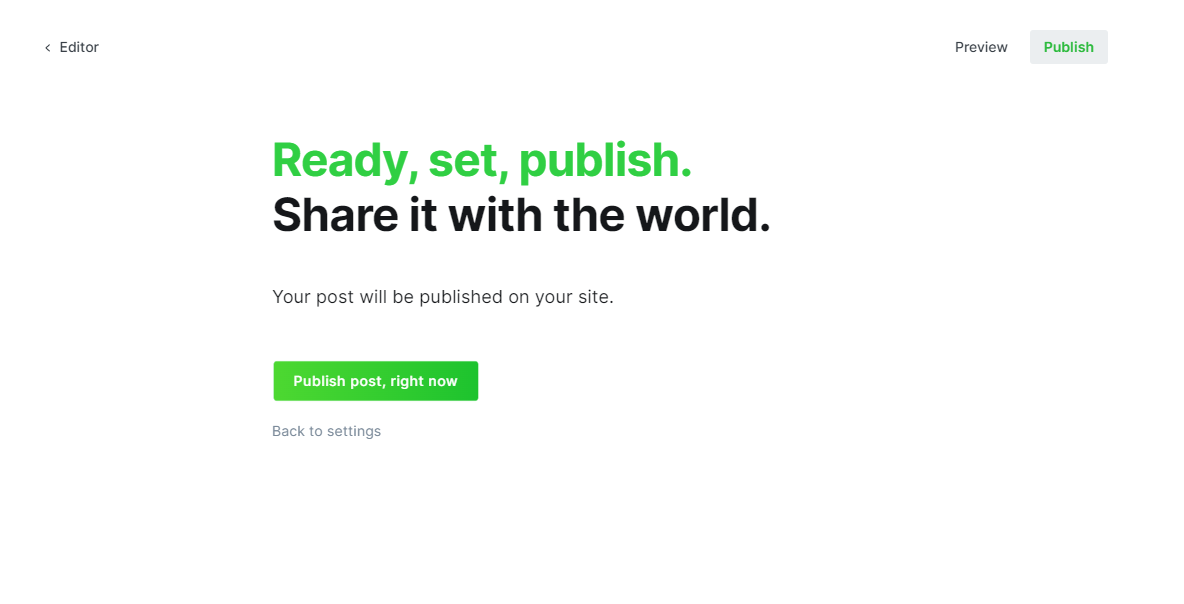 Editor
Preview
Publish
Ready, set, publish.
Share it with the world.
Your post will be published on your site.
Publish post, right now
Back to settings